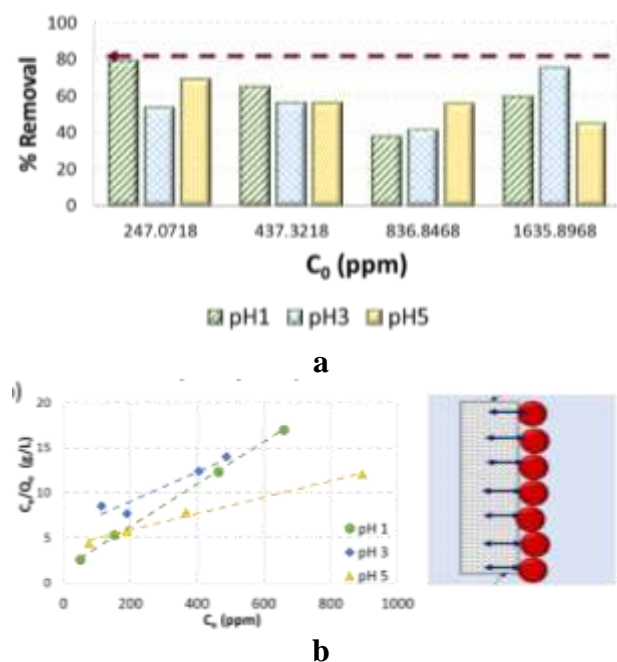 100
80
60
40
20
0
% Removal
247.0718 437.3218 836.8468 1635.8968
C₀ (ppm)
pH1 pH3 pH5
a
)
20
15
10
5
0
Cₑ/Qₑ (g/L)
pH 1
pH 3
pH 5
0 200 400 600 800 1000
Cₑ (ppm)
b